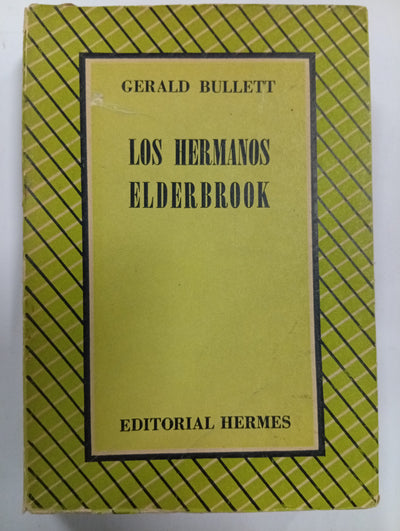 GERALD BULLETT
LOS HERMANOS
ELDERBROOK
EDITORIAL HERMES